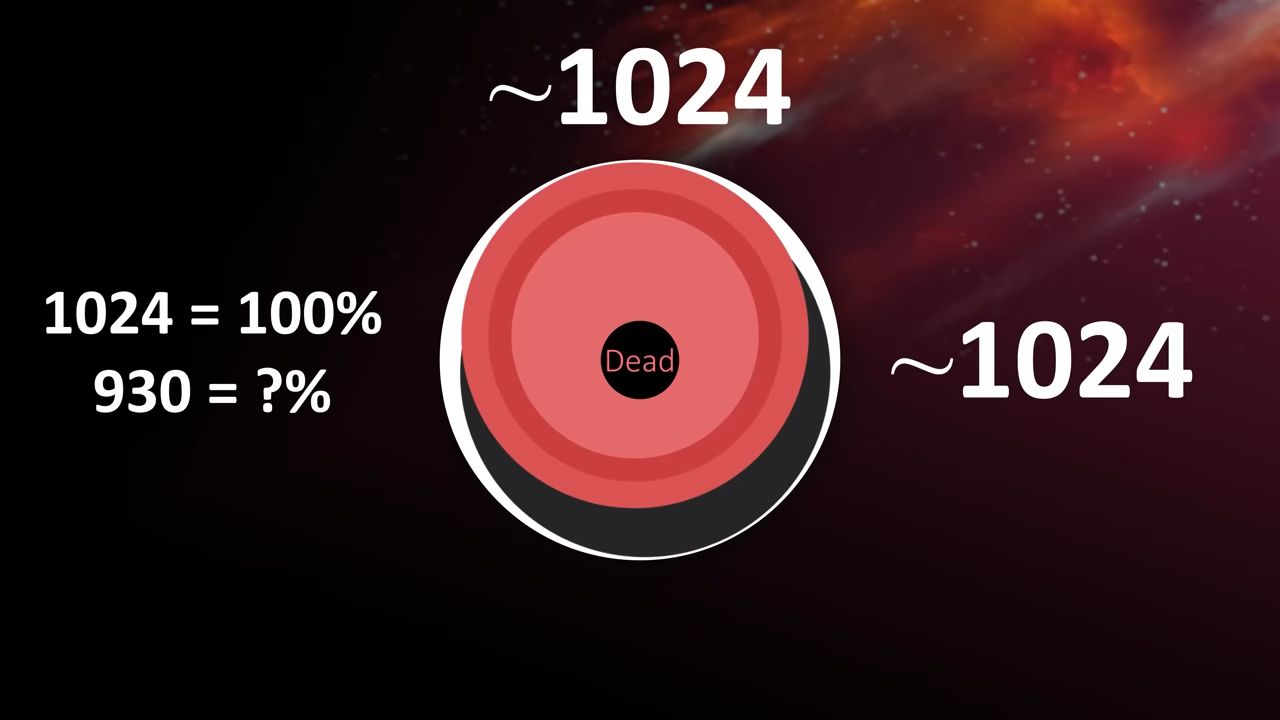 ~1024
1024 = 100%
930 = ?%
Dead
~1024